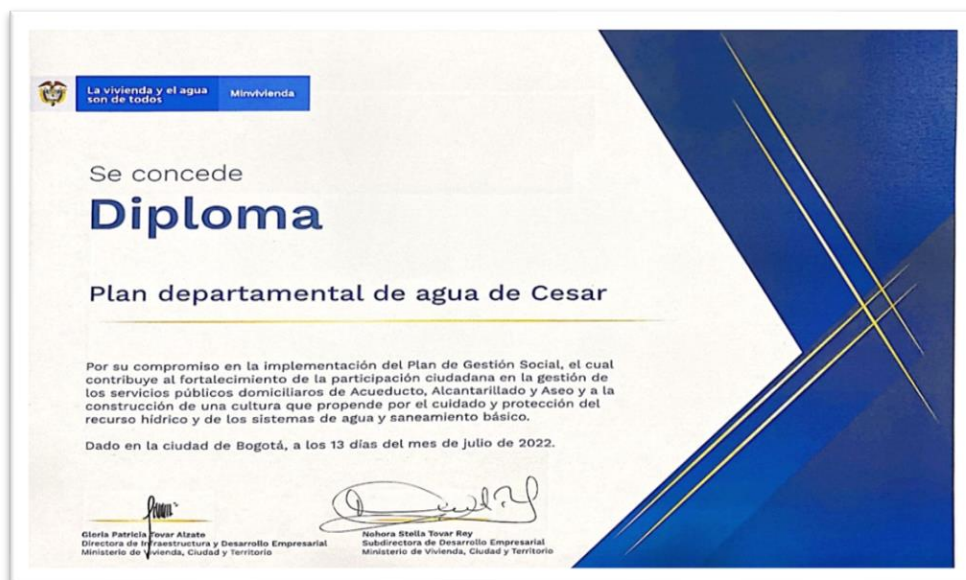 La vivienda y el agua
son de todos
Minvivienda
Se concede
Diploma
Plan departamental de agua de Cesar
Por su compromiso en la implementación del Plan de Gestión Social, el cual
contribuye al fortalecimiento de la participación ciudadana en la gestión de
los servicios públicos domiciliaros de Acueducto, Alcantarillado y Aseo y a la
construcción de una cultura que propende por el cuidado y protección del
recurso hídrico y de los sistemas de agua y saneamiento básico.
Dado en la ciudad de Bogotá, a los 13 días del mes de julio de 2022.
Gloria Patricia Tovar Alzate
Directora de Infraestructura y Desarrollo Empresarial
Ministerio de Vivienda, Ciudad y Territorio
Nohora Stella Tovar Rey
Subdirectora de Desarrollo Empresarial
Ministerio de Vivienda, Ciudad y Territorio